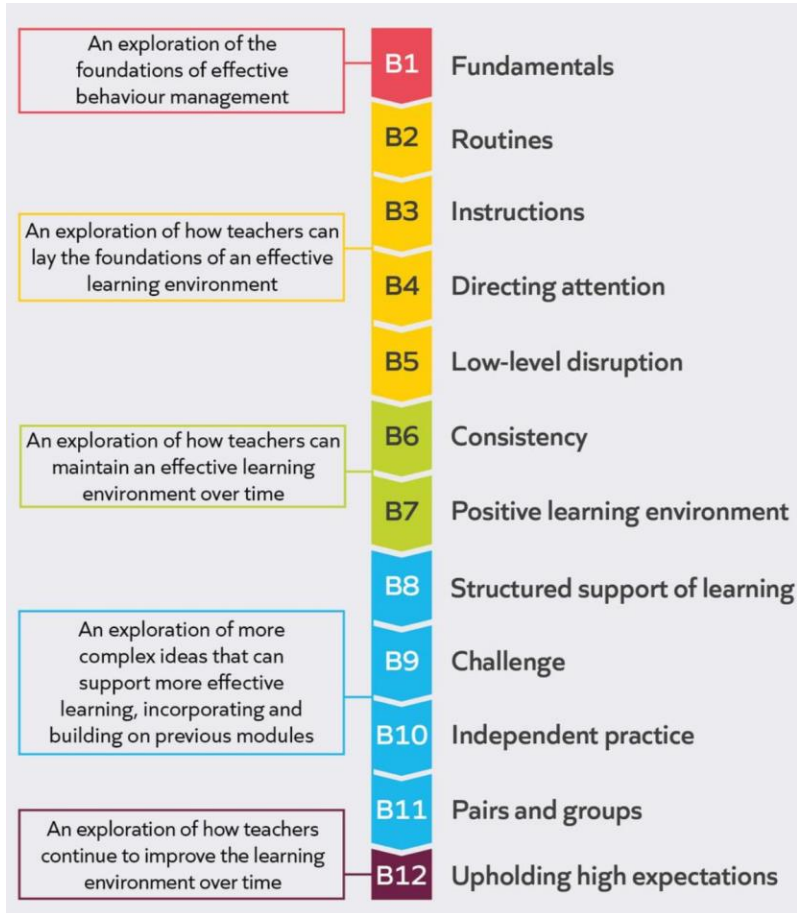 An exploration of the
foundations of effective
behaviour management
B1 Fundamentals
B2 Routines
B3 Instructions
An exploration of how teachers can
lay the foundations of an effective
learning environment
B4 Directing attention
B5 Low-level disruption
B6 Consistency
An exploration of how teachers can
maintain an effective learning
environment over time
B7 Positive learning environment
B8 Structured support of learning
An exploration of more
complex ideas that can
support more effective
learning, incorporating and
building on previous modules
B9 Challenge
B10 Independent practice
B11 Pairs and groups
An exploration of how teachers
continue to improve the learning
environment over time
B12 Upholding high expectations